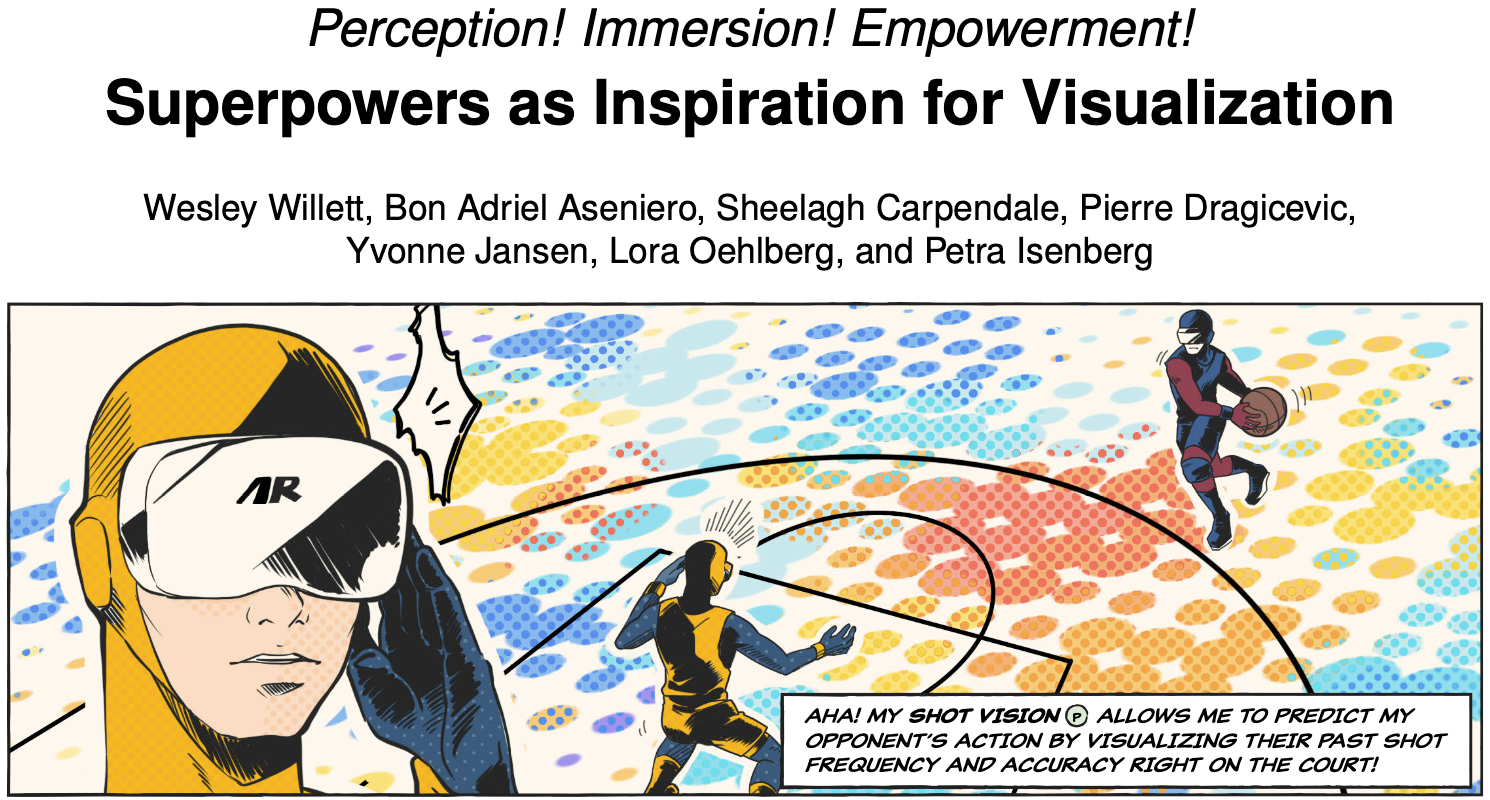 Perception! Immersion! Empowerment!
Superpowers as Inspiration for Visualization
Wesley Willett, Bon Adriel Aseniero, Sheelagh Carpendale, Pierre Dragicevic,
Yvonne Jansen, Lora Oehlberg, and Petra Isenberg
AR
AHA! MY SHOT VISION Ⓟ ALLOWS ME TO PREDICT MY
OPPONENT'S ACTION BY VISUALIZING THEIR PAST SHOT
FREQUENCY AND ACCURACY RIGHT ON THE COURT!